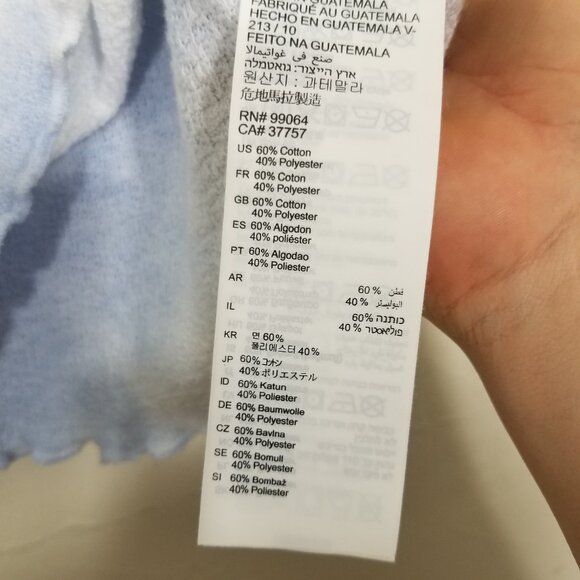 FABRIQUÉ AU GUATEMALA
HECHO EN GUATEMALA V-
213 / 10
FEITO NA GUATEMALA
صنع في غواتيمالا
ארץ הייצור: גואטמלה
원산지 : 과테말라
危地馬拉製造
RN# 99064
CA# 37757
US 60% Cotton
40% Polyester
FR 60% Coton
40% Polyester
GB 60% Cotton
40% Polyester
ES 60% Algodon
40% poliéster
PT 60% Algodao
40% Poliester
AR 60% قطن
40% البوليستر
IL 60% כותנה
40% פוליאסטר
KR 면 60%
폴리에스터 40%
JP 60% コットン
40% ポリエステル
ID 60% Katun
40% Poliester
DE 60% Baumwolle
40% Polyester
CZ 60% Bavlna
40% Polyester
SE 60% Bomull
40% Polyester
SI 60% Bombaž
40% Poliester